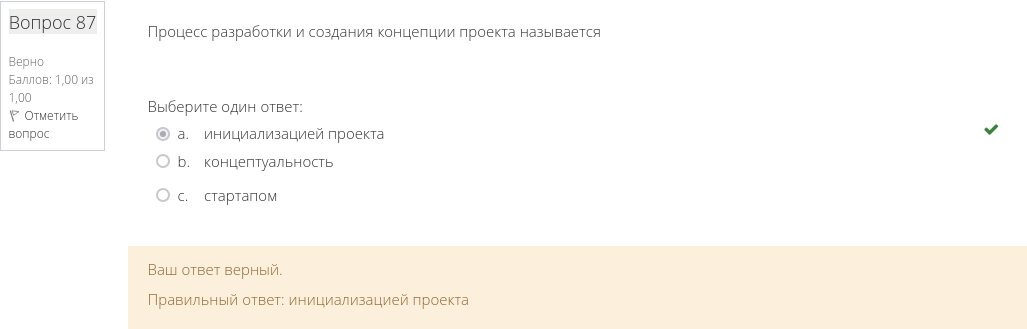 Вопрос 87
Верно
Баллов: 1,00 из
1,00
Отметить
вопрос
Процесс разработки и создания концепции проекта называется
Выберите один ответ:
a. инициализацией проекта
b. концептуальность
c. стартапом
Ваш ответ верный.
Правильный ответ: инициализацией проекта